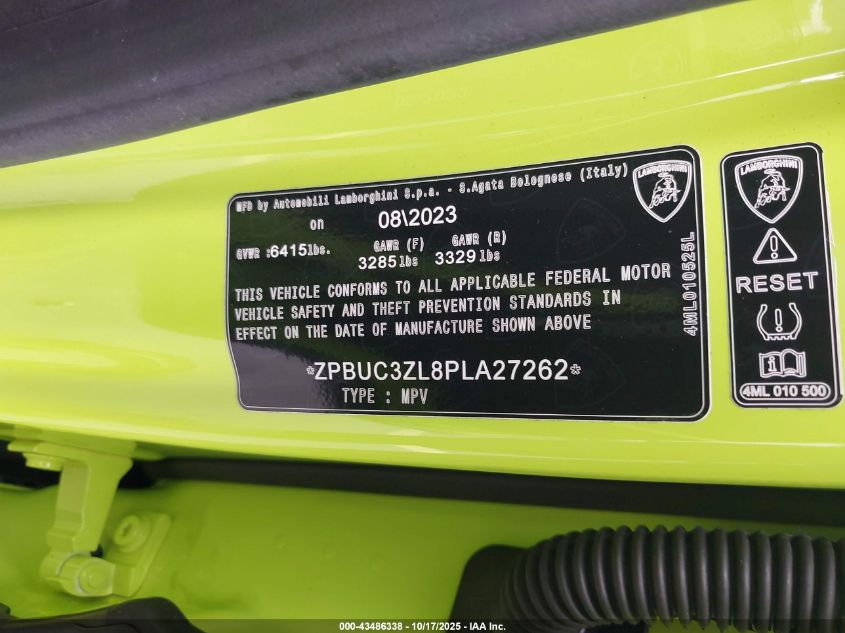 MFD by Automobili Lamborghini S.p.a. - S.Agata Bolognese (Italy)
on 08\2023
GVWR :6415lbs. GAWR (F) 3285lbs GAWR (R) 3329lbs
THIS VEHICLE CONFORMS TO ALL APPLICABLE FEDERAL MOTOR
VEHICLE SAFETY AND THEFT PREVENTION STANDARDS IN
EFFECT ON THE DATE OF MANUFACTURE SHOWN ABOVE
*ZPBUC3ZL8PLA27262*
TYPE : MPV
LAMBORGHINI
4ML010525L
LAMBORGHINI
RESET
4ML 010 500
000-43486338 - 10/17/2025 - IAA Inc.